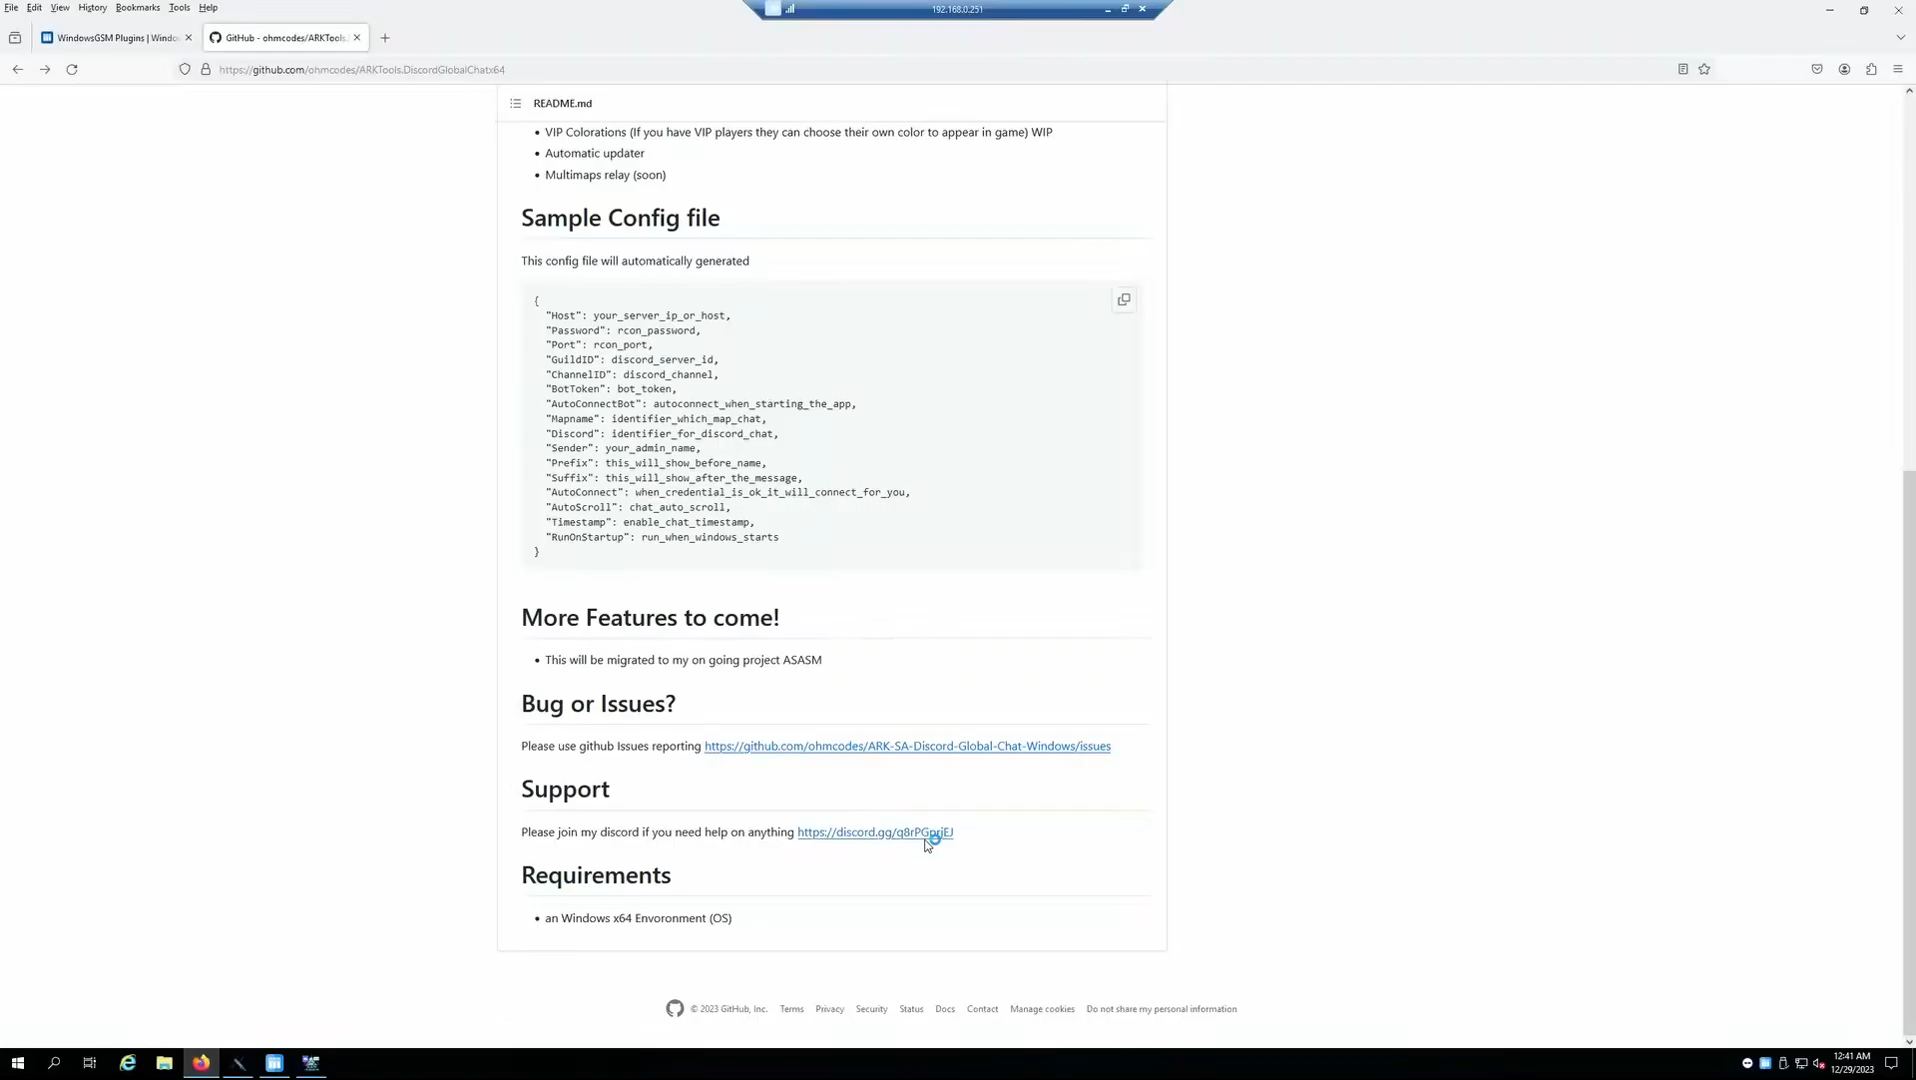 File Edit View History Bookmarks Tools Help
192.168.0.251
WindowsGSM Plugins | Windo
GitHub - ohmcodes/ARKTools.
https://github.com/ohmcodes/ARKTools.DiscordGlobalChatx64
README.md
• VIP Colorations (If you have VIP players they can choose their own color to appear in game) WIP
• Automatic updater
• Multimaps relay (soon)
Sample Config file
This config file will automatically generated
{
"Host": your_server_ip_or_host,
"Password": rcon_password,
"Port": rcon_port,
"GuildID": discord_server_id,
"ChannelID": discord_channel,
"BotToken": bot_token,
"AutoConnectBot": autoconnect_when_starting_the_app,
"Mapname": identifier_which_map_chat,
"Discord": identifier_for_discord_chat,
"Sender": your_admin_name,
"Prefix": this_will_show_before_name,
"Suffix": this_will_show_after_the_message,
"AutoConnect": when_credential_is_ok_it_will_connect_for_you,
"AutoScroll": chat_auto_scroll,
"Timestamp": enable_chat_timestamp,
"RunOnStartup": run_when_windows_starts
}
More Features to come!
• This will be migrated to my on going project ASASM
Bug or Issues?
Please use github Issues reporting https://github.com/ohmcodes/ARK-SA-Discord-Global-Chat-Windows/issues
Support
Please join my discord if you need help on anything
Requirements
• an Windows x64 Envoronment (OS)
© 2023 GitHub, Inc. Terms Privacy Security Status Docs Contact Manage cookies Do not share my personal information
12:41 AM
12/29/2023